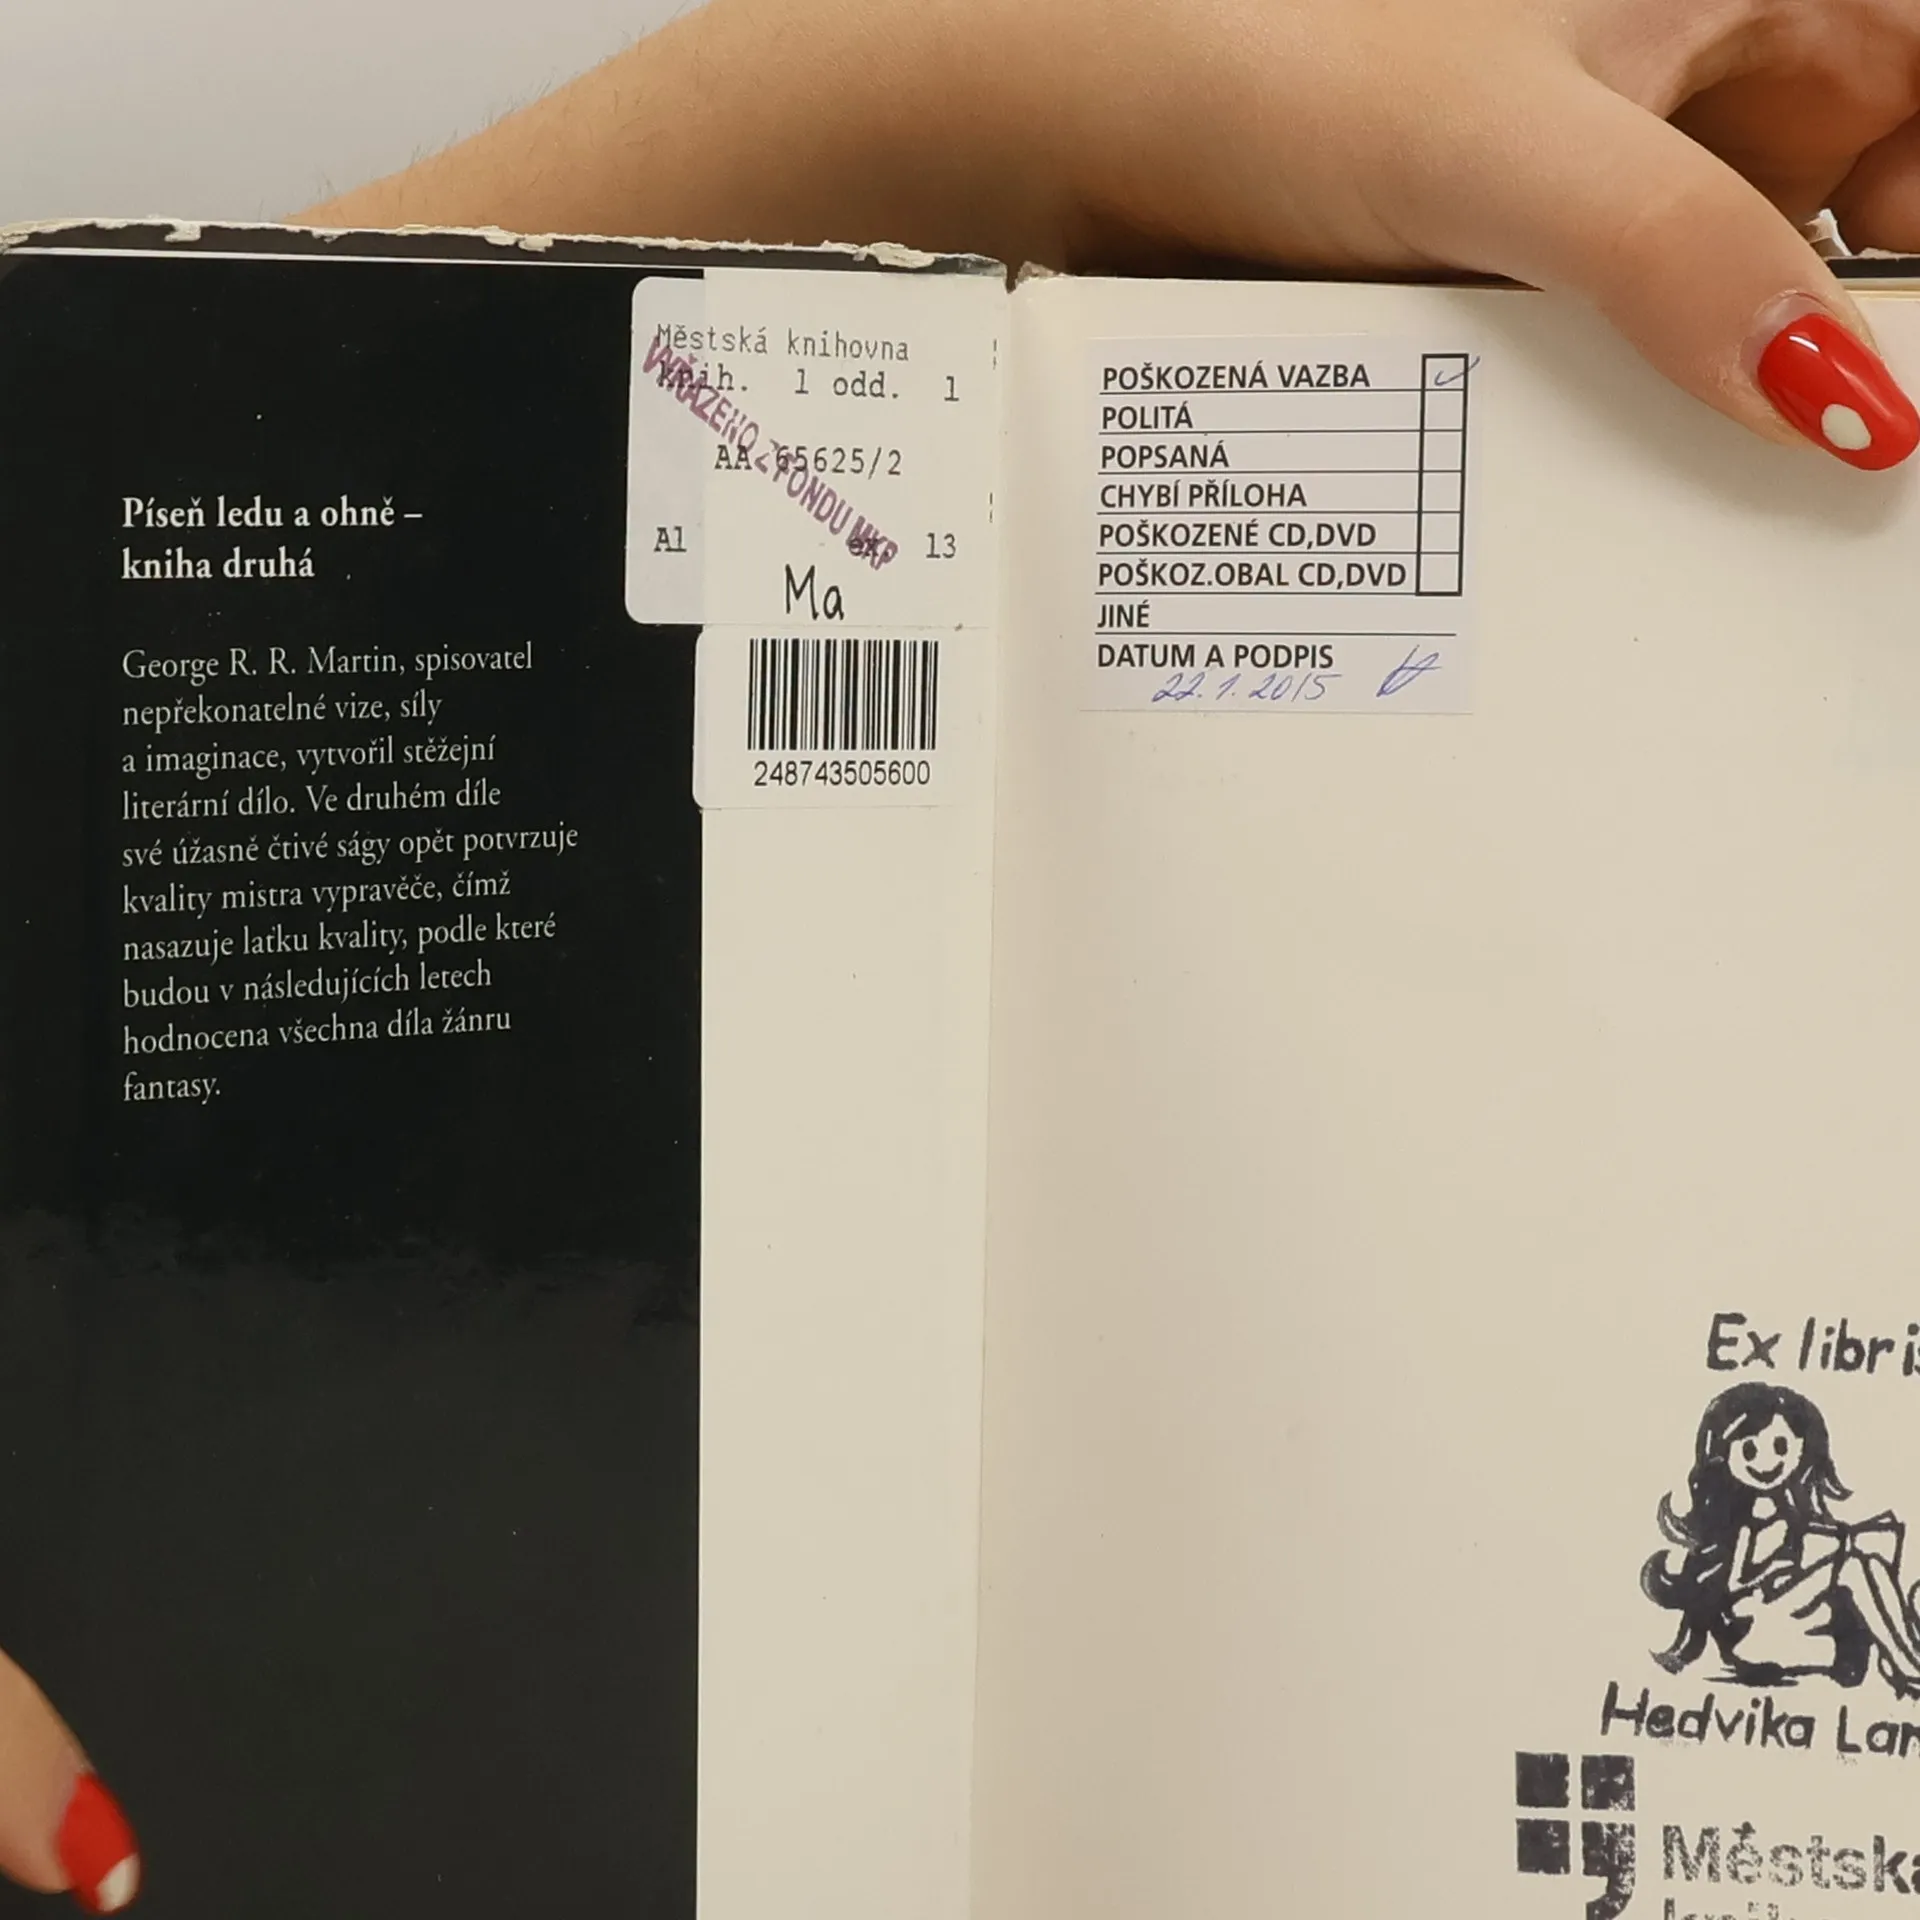 Píseň ledu a ohně –
kniha druhá
George R. R. Martin, spisovatel
nepřekonatelné vize, síly
a imaginace, vytvořil stěžejní
literární dílo. Ve druhém díle
své úžasně čtivé ságy opět potvrzuje
kvality mistra vypravěče, čímž
nasazuje laťku kvality, podle které
budou v následujících letech
hodnocena všechna díla žánru
fantasy.
Městská knihovna
knih. 1 odd. 1
AA 65625/2
A1 ex. 13
VYŘAZENO Z FONDU MKP
Ma
248743505600
POŠKOZENÁ VAZBA
POLITÁ
POPSANÁ
CHYBÍ PŘÍLOHA
POŠKOZENÉ CD,DVD
POŠKOZ.OBAL CD,DVD
JINÉ
DATUM A PODPIS
22.1.2015
Ex libris
Hedvika Lan
Městská